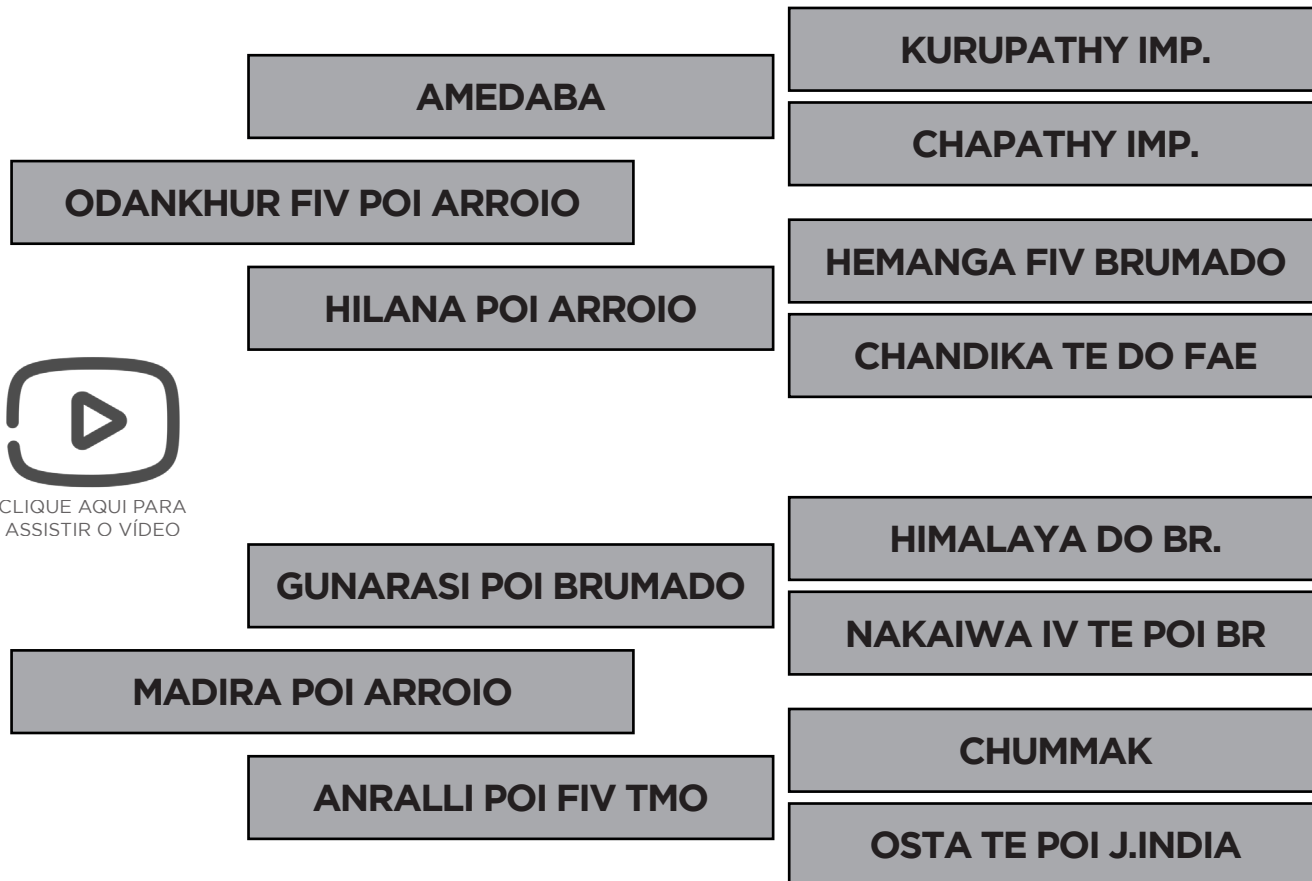 KURUPATHY IMP.
AMEDABA
CHAPATHY IMP.
ODANKHUR FIV POI ARROIO
HEMANGA FIV BRUMADO
HILANA POI ARROIO
CHANDIKA TE DO FAE
CLIQUE AQUI PARA
ASSISTIR O VÍDEO
HIMALAYA DO BR.
GUNARASI POI BRUMADO
NAKAIWA IV TE POI BR
MADIRA POI ARROIO
CHUMMAK
ANRALLI POI FIV TMO
OSTA TE POI J.INDIA